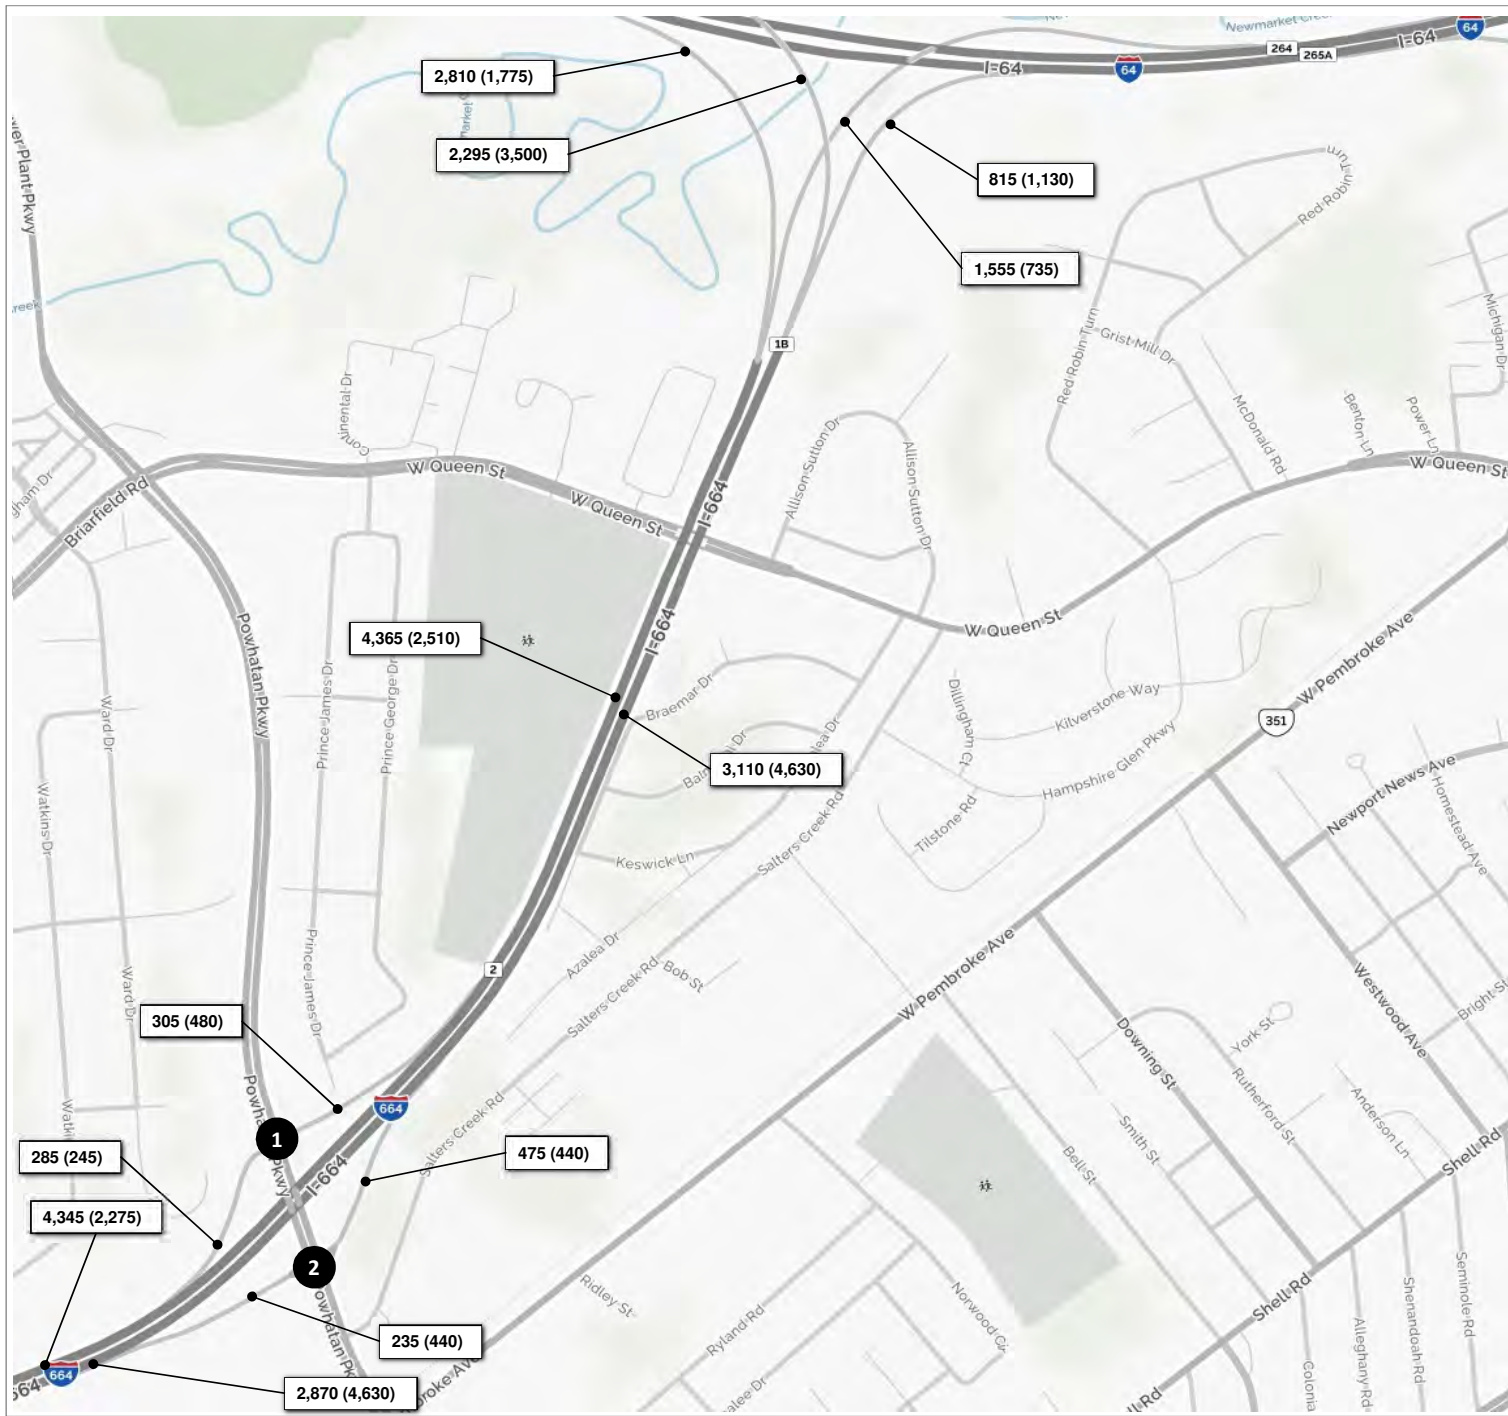 Newmarket Creek
I-64
64
264
265A
I-64
64
2,810 (1,775)
2,295 (3,500)
815 (1,130)
1,555 (735)
Red Robin Turn
Red Robin Turn
Grist Mill Dr
McDonald Rd
Benton Ln
Power Ln
Michigan Dr
1B
Continental Dr
W Queen St
W Queen St
W Queen St
W Queen St
Briarfield Rd
I-664
I-664
Allison Sutton Dr
Allison Sutton Dr
4,365 (2,510)
3,110 (4,630)
Powhatan Pkwy
Prince James Dr
Prince George Dr
Ward Dr
Watkins Dr
Braemar Dr
Dillingham Ct
Kilverstone Way
Hampshire Glen Pkwy
Tilstone Rd
Salters Creek Rd
Keswick Ln
W Pembroke Ave
351
Newport News Ave
Homestead Ave
2
Azalea Dr
Bob St
Salters Creek Rd
W Pembroke Ave
Prince James Dr
Ward Dr
305 (480)
Downing St
York St
Westwood Ave
Bright St
Rutherford St
Anderson Ln
Smith St
Bell St
Shell Rd
664
1
Salters Creek Rd
285 (245)
I-664
475 (440)
4,345 (2,275)
2
235 (440)
2,870 (4,630)
664
Ridley St
Ryland Rd
Norwood Cir
Shell Rd
Alleghany Rd
Shenandoah Rd
Seminole Rd